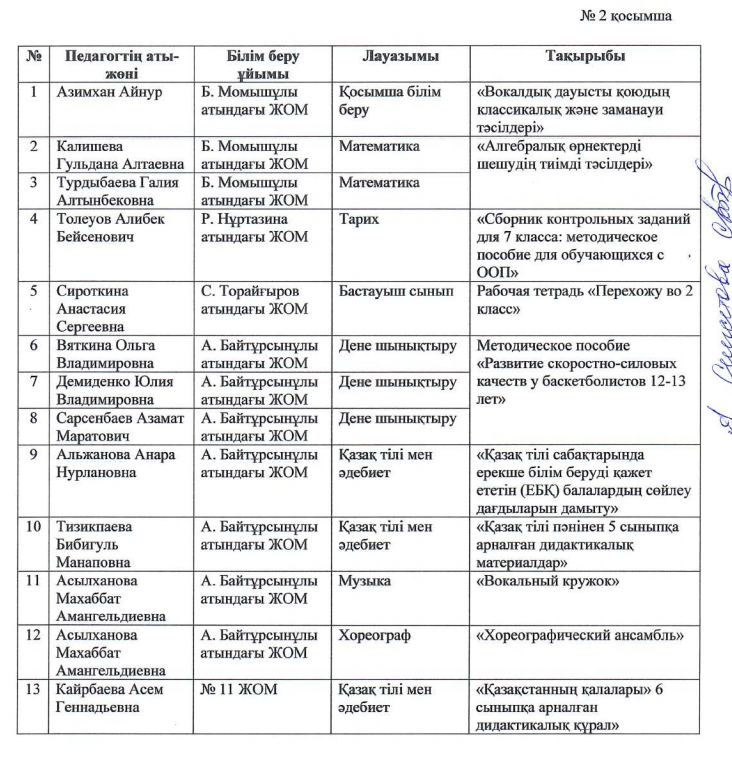 № 2 қосымша
№ Педагогтің аты-жөні Білім беру ұйымы Лауазымы Тақырыбы
1 Азимхан Айнур Б. Момышұлы атындағы ЖОМ Қосымша білім беру «Вокалдық дауысты қоюдың классикалық және заманауи тәсілдері»
2 Калишева Гульдана Алтаевна Б. Момышұлы атындағы ЖОМ Математика «Алгебралық өрнектерді шешудің тиімді тәсілдері»
3 Турдыбаева Галия Алтынбековна Б. Момышұлы атындағы ЖОМ Математика
4 Толеуов Алибек Бейсенович Р. Нұртазина атындағы ЖОМ Тарих «Сборник контрольных заданий для 7 класса: методическое пособие для обучающихся с ООП»
5 Сироткина Анастасия Сергеевна С. Торайғыров атындағы ЖОМ Бастауыш сынып Рабочая тетрадь «Перехожу во 2 класс»
6 Вяткина Ольга Владимировна А. Байтұрсынұлы атындағы ЖОМ Дене шынықтыру Методическое пособие «Развитие скоростно-силовых качеств у баскетболистов 12-13 лет»
7 Демиденко Юлия Владимировна А. Байтұрсынұлы атындағы ЖОМ Дене шынықтыру
8 Сарсенбаев Азамат Маратович А. Байтұрсынұлы атындағы ЖОМ Дене шынықтыру
9 Альжанова Анара Нурлановна А. Байтұрсынұлы атындағы ЖОМ Қазақ тілі мен әдебиет «Қазақ тілі сабақтарында ерекше білім беруді қажет ететін (ЕБҚ) балалардың сөйлеу дағдыларын дамыту»
10 Тизикпаева Бибигуль Манаповна А. Байтұрсынұлы атындағы ЖОМ Қазақ тілі мен әдебиет «Қазақ тілі пәнінен 5 сыныпқа арналған дидактикалық материалдар»
11 Асылханова Махаббат Амангельдиевна А. Байтұрсынұлы атындағы ЖОМ Музыка «Вокальный кружок»
12 Асылханова Махаббат Амангельдиевна А. Байтұрсынұлы атындағы ЖОМ Хореограф «Хореографический ансамбль»
13 Кайрбаева Асем Геннадьевна № 11 ЖОМ Қазақ тілі мен әдебиет «Қазақстанның қалалары» 6 сыныпқа арналған дидактикалық құрал»